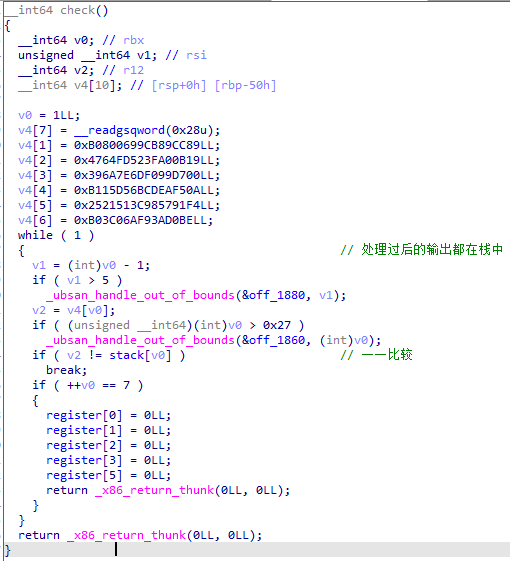 __int64 check()
{
  __int64 v0; // rbx
  unsigned __int64 v1; // rsi
  __int64 v2; // r12
  __int64 v4[10]; // [rsp+0h] [rbp-50h]

  v0 = 1LL;
  v4[7] = __readgsqword(0x28u);
  v4[1] = 0xB0800699CB89CC89LL;
  v4[2] = 0x4764FD523FA00B19LL;
  v4[3] = 0x396A7E6DF099D700LL;
  v4[4] = 0xB115D56BCDEAF50ALL;
  v4[5] = 0x2521513C985791F4LL;
  v4[6] = 0xB03C06AF93AD0BELL;
  while ( 1 )
  {                                 // 处理过后的输出都在栈中
    v1 = (int)v0 - 1;
    if ( v1 > 5 )
      _ubsan_handle_out_of_bounds(&off_1880, v1);
    v2 = v4[v0];
    if ( (unsigned __int64)(int)v0 > 0x27 )
      _ubsan_handle_out_of_bounds(&off_1860, (int)v0);
    if ( v2 != stack[v0] )          // 一一比较
      break;
    if ( ++v0 == 7 )
    {
      register[0] = 0LL;
      register[1] = 0LL;
      register[2] = 0LL;
      register[3] = 0LL;
      register[5] = 0LL;
      return _x86_return_thunk(0LL, 0LL);
    }
  }
  return _x86_return_thunk(0LL, 0LL);
}